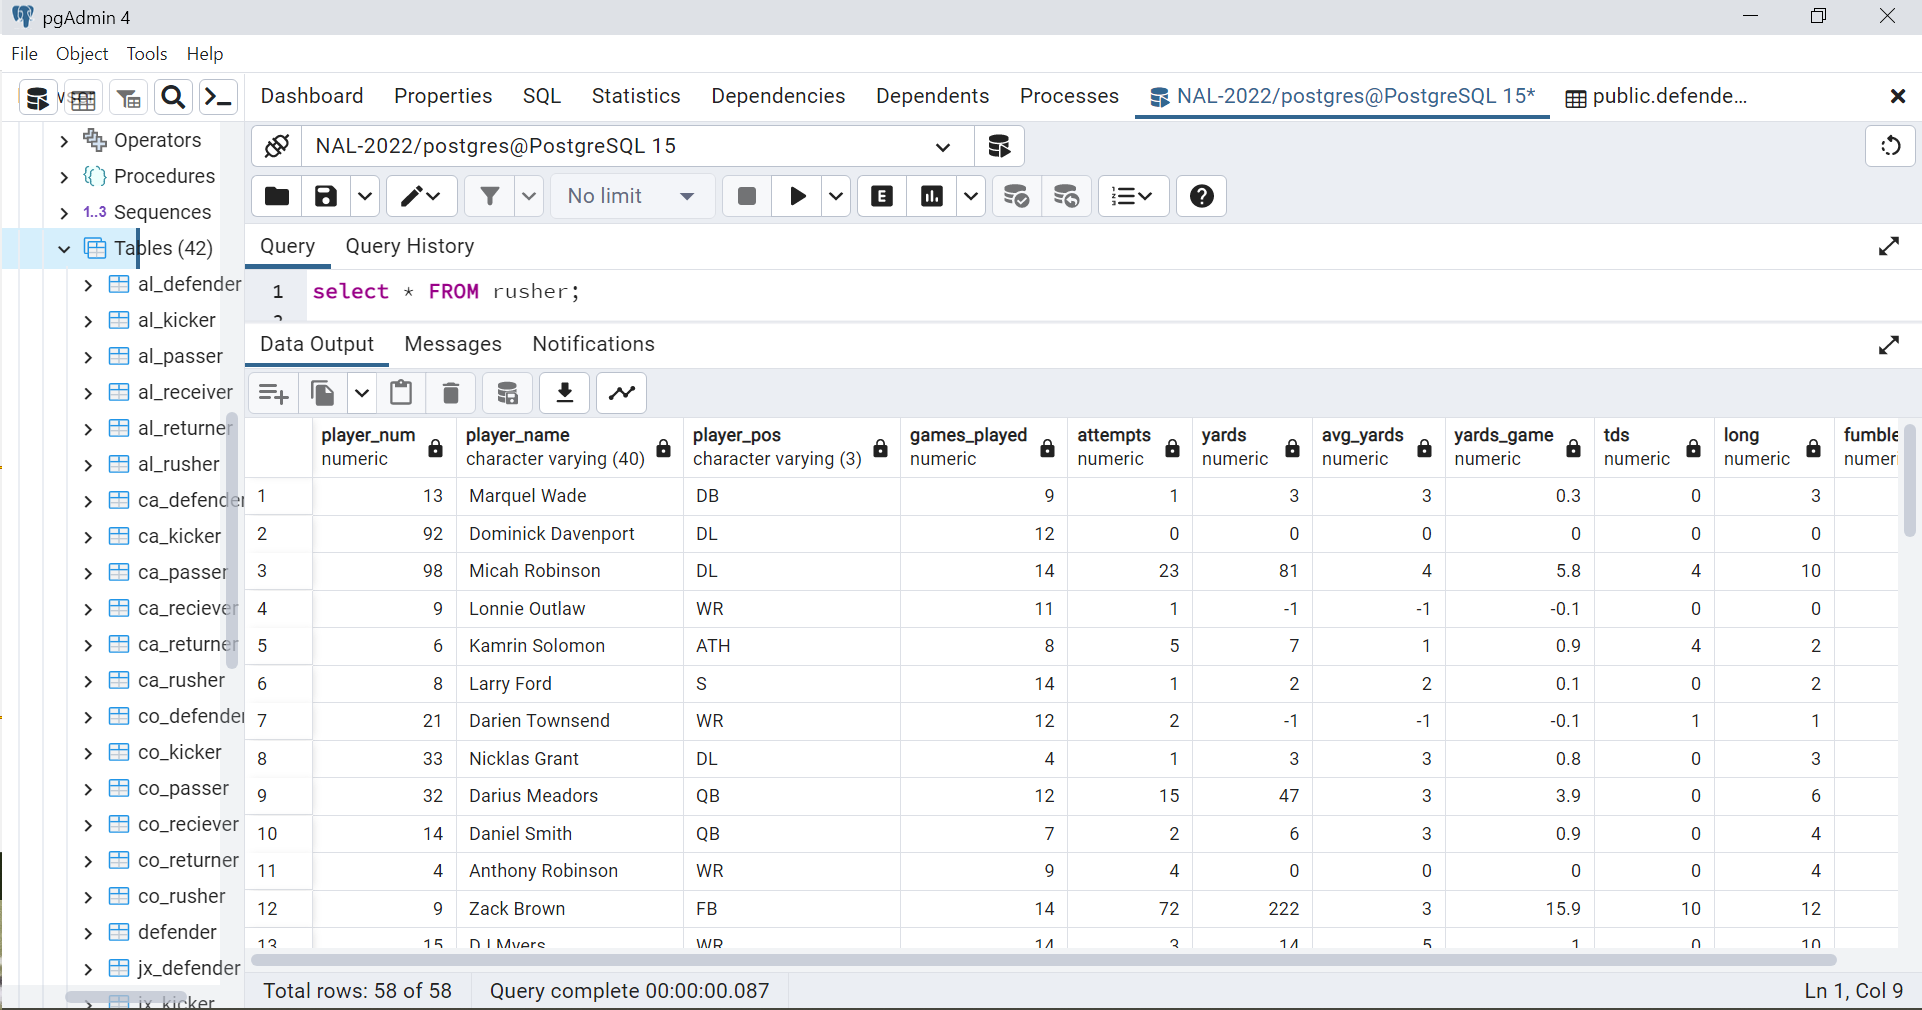 pgAdmin 4
File Object Tools Help
Dashboard Properties SQL Statistics Dependencies Dependents Processes NAL-2022/postgres@PostgreSQL 15* public.defende...
NAL-2022/postgres@PostgreSQL 15
No limit
Query Query History
1 select * FROM rusher;
Data Output Messages Notifications
Operators
Procedures
1..3 Sequences
Tables (42)
al_defender
al_kicker
al_passer
al_receiver
al_returner
al_rusher
ca_defender
ca_kicker
ca_passer
ca_reciever
ca_returner
ca_rusher
co_defender
co_kicker
co_passer
co_reciever
co_returner
co_rusher
defender
jx_defender
jx_kicker
player_num player_name player_pos games_played attempts yards avg_yards yards_game tds long fumble
numeric character varying (40) character varying (3) numeric numeric numeric numeric numeric numeric numeric numeri
1 13 Marquel Wade DB 9 1 3 3 0.3 0 3
2 92 Dominick Davenport DL 12 0 0 0 0 0 0
3 98 Micah Robinson DL 14 23 81 4 5.8 4 10
4 9 Lonnie Outlaw WR 11 1 -1 -1 -0.1 0 0
5 6 Kamrin Solomon ATH 8 5 7 1 0.9 4 2
6 8 Larry Ford S 14 1 2 2 0.1 0 2
7 21 Darien Townsend WR 12 2 -1 -1 -0.1 1 1
8 33 Nicklas Grant DL 4 1 3 3 0.8 0 3
9 32 Darius Meadors QB 12 15 47 3 3.9 0 6
10 14 Daniel Smith QB 7 2 6 3 0.9 0 4
11 4 Anthony Robinson WR 9 4 0 0 0 0 4
12 9 Zack Brown FB 14 72 222 3 15.9 10 12
13 15 DJ Myers WR 14 3 14 5 1 0 10
Total rows: 58 of 58 Query complete 00:00:00.087 Ln 1, Col 9